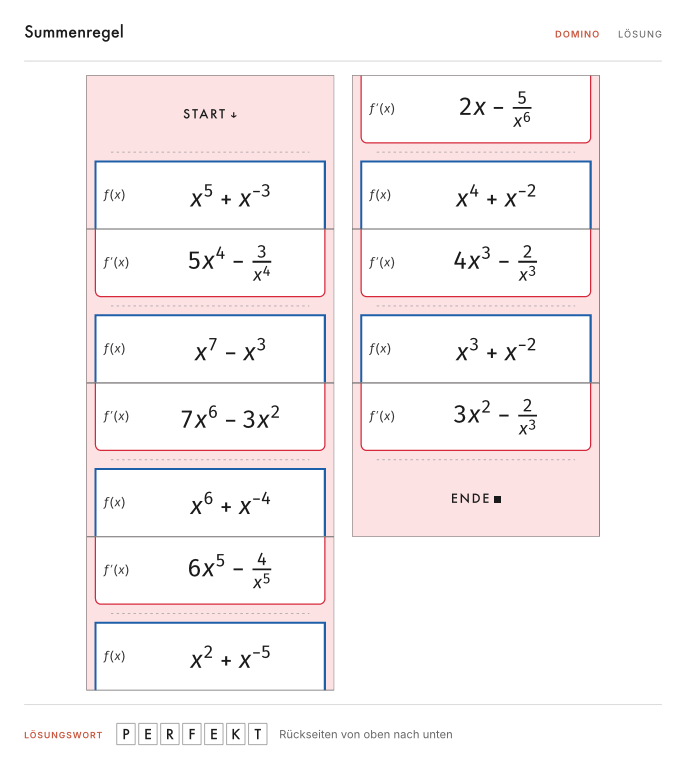 Summenregel
DOMINO LÖSUNG
START ↓
f(x) x⁵ + x⁻³
f′(x) 5x⁴ − 3/x⁴
f(x) x⁷ − x³
f′(x) 7x⁶ − 3x²
f(x) x⁶ + x⁻⁴
f′(x) 6x⁵ − 4/x⁵
f(x) x² + x⁻⁵
f′(x) 2x − 5/x⁶
f(x) x⁴ + x⁻²
f′(x) 4x³ − 2/x³
f(x) x³ + x⁻²
f′(x) 3x² − 2/x³
ENDE ■
LÖSUNGSWORT P E R F E K T Rückseiten von oben nach unten